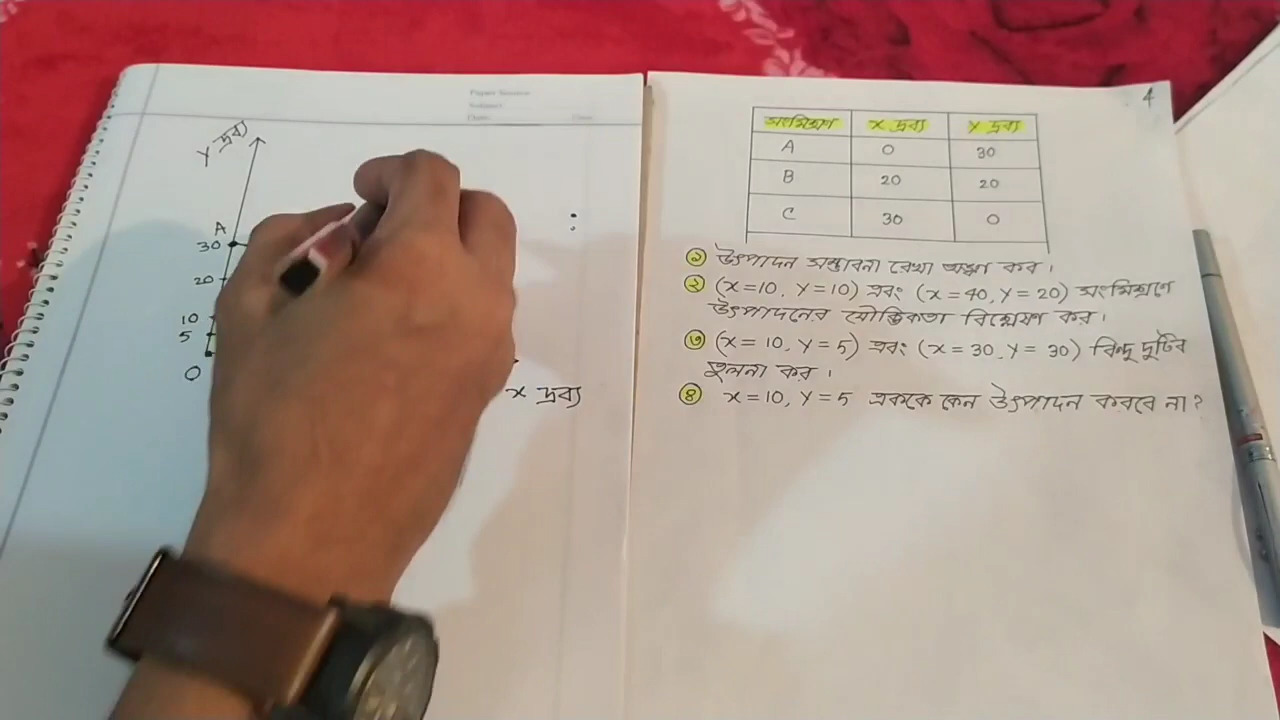 Y দ্রব্য
A
30
20
10
5
0
x দ্রব্য
4
সংমিশ্রণ x দ্রব্য Y দ্রব্য
A 0 30
B 20 20
C 30 0
১ উৎপাদন সম্ভাবনা রেখা অঙ্কন কর।
২ (x=10, Y=10) এবং (x=40, Y=20) সংমিশ্রণে
উৎপাদনের যৌক্তিকতা বিশ্লেষণ কর।
৩ (x=10, Y=5) এবং (x=30, Y=30) বিন্দু দুটির
তুলনা কর।
৪ x=10, Y=5 এককে কেন উৎপাদন করবে না?